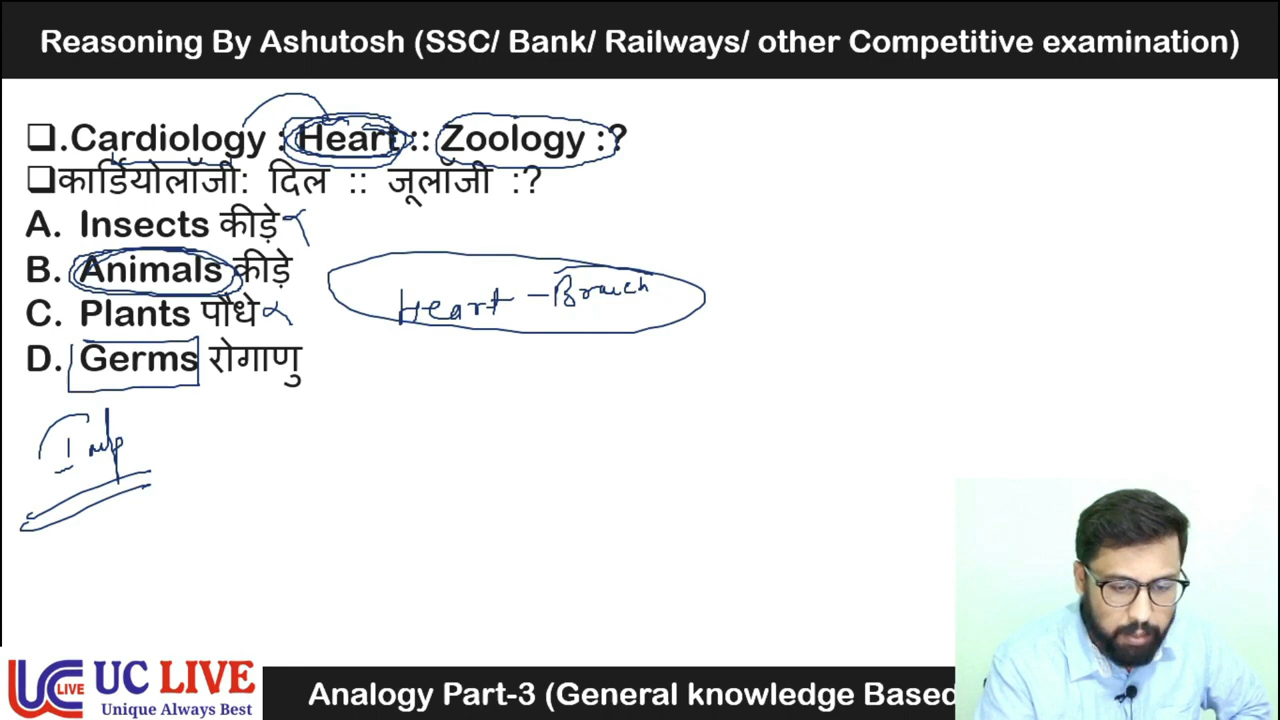 Reasoning By Ashutosh (SSC/ Bank/ Railways/ other Competitive examination)
❑.Cardiology : Heart :: Zoology :?
❑कार्डियोलॉजी: दिल :: जूलॉजी :?
A. Insects कीड़े
B. Animals कीड़े
C. Plants पौधे
D. Germs रोगाणु
Heart - Branch
Imp
UC LIVE
LIVE
Unique Always Best
Analogy Part-3 (General knowledge Based